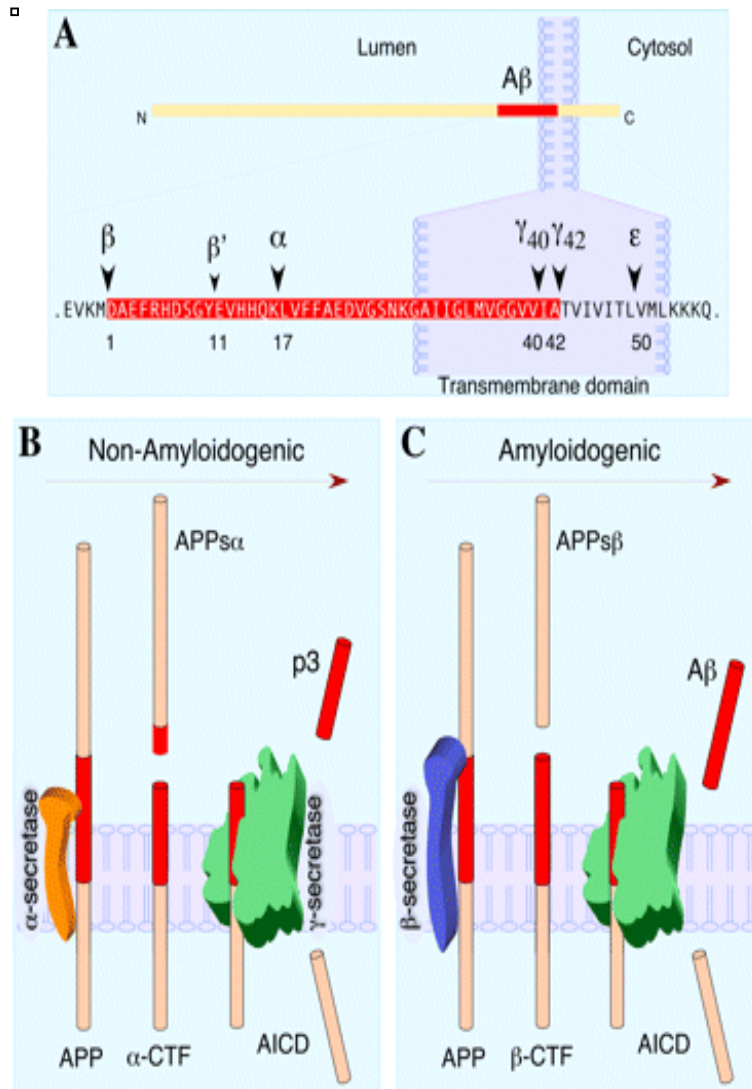 A
Lumen
Cytosol
Aβ
N
C
β
β’
α
γ40
γ42
ε
.EVKMDAEFRHDSGYEVHHQKLVFFAEDVGSNKGAIIGLMVGGVVIATVIVITLVMLKKKQ.
1 11 17 40 42 50
Transmembrane domain
B
Non-Amyloidogenic
APPsα
p3
α-secretase
γ-secretase
APP
α-CTF
AICD
C
Amyloidogenic
APPsβ
Aβ
β-secretase
APP
β-CTF
AICD